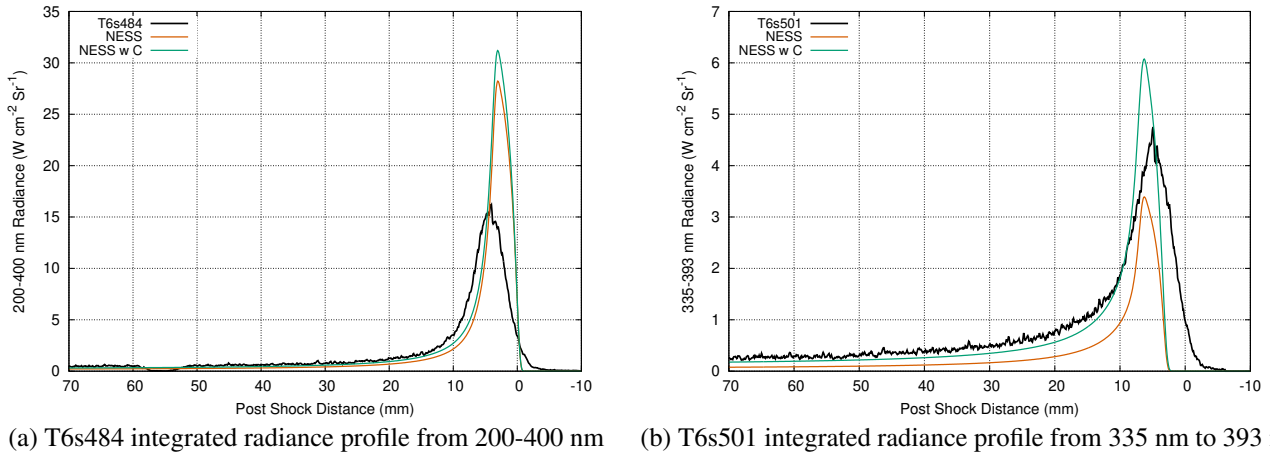 35
30
25
20
15
10
5
0
70
60
50
40
30
20
10
0
-10
200-400 nm Radiance (W cm⁻² Sr⁻¹)
Post Shock Distance (mm)
T6s484
NESS
NESS w C
(a) T6s484 integrated radiance profile from 200-400 nm
7
6
5
4
3
2
1
0
70
60
50
40
30
20
10
0
-10
335-393 nm Radiance (W cm⁻² Sr⁻¹)
Post Shock Distance (mm)
T6s501
NESS
NESS w C
(b) T6s501 integrated radiance profile from 335 nm to 393